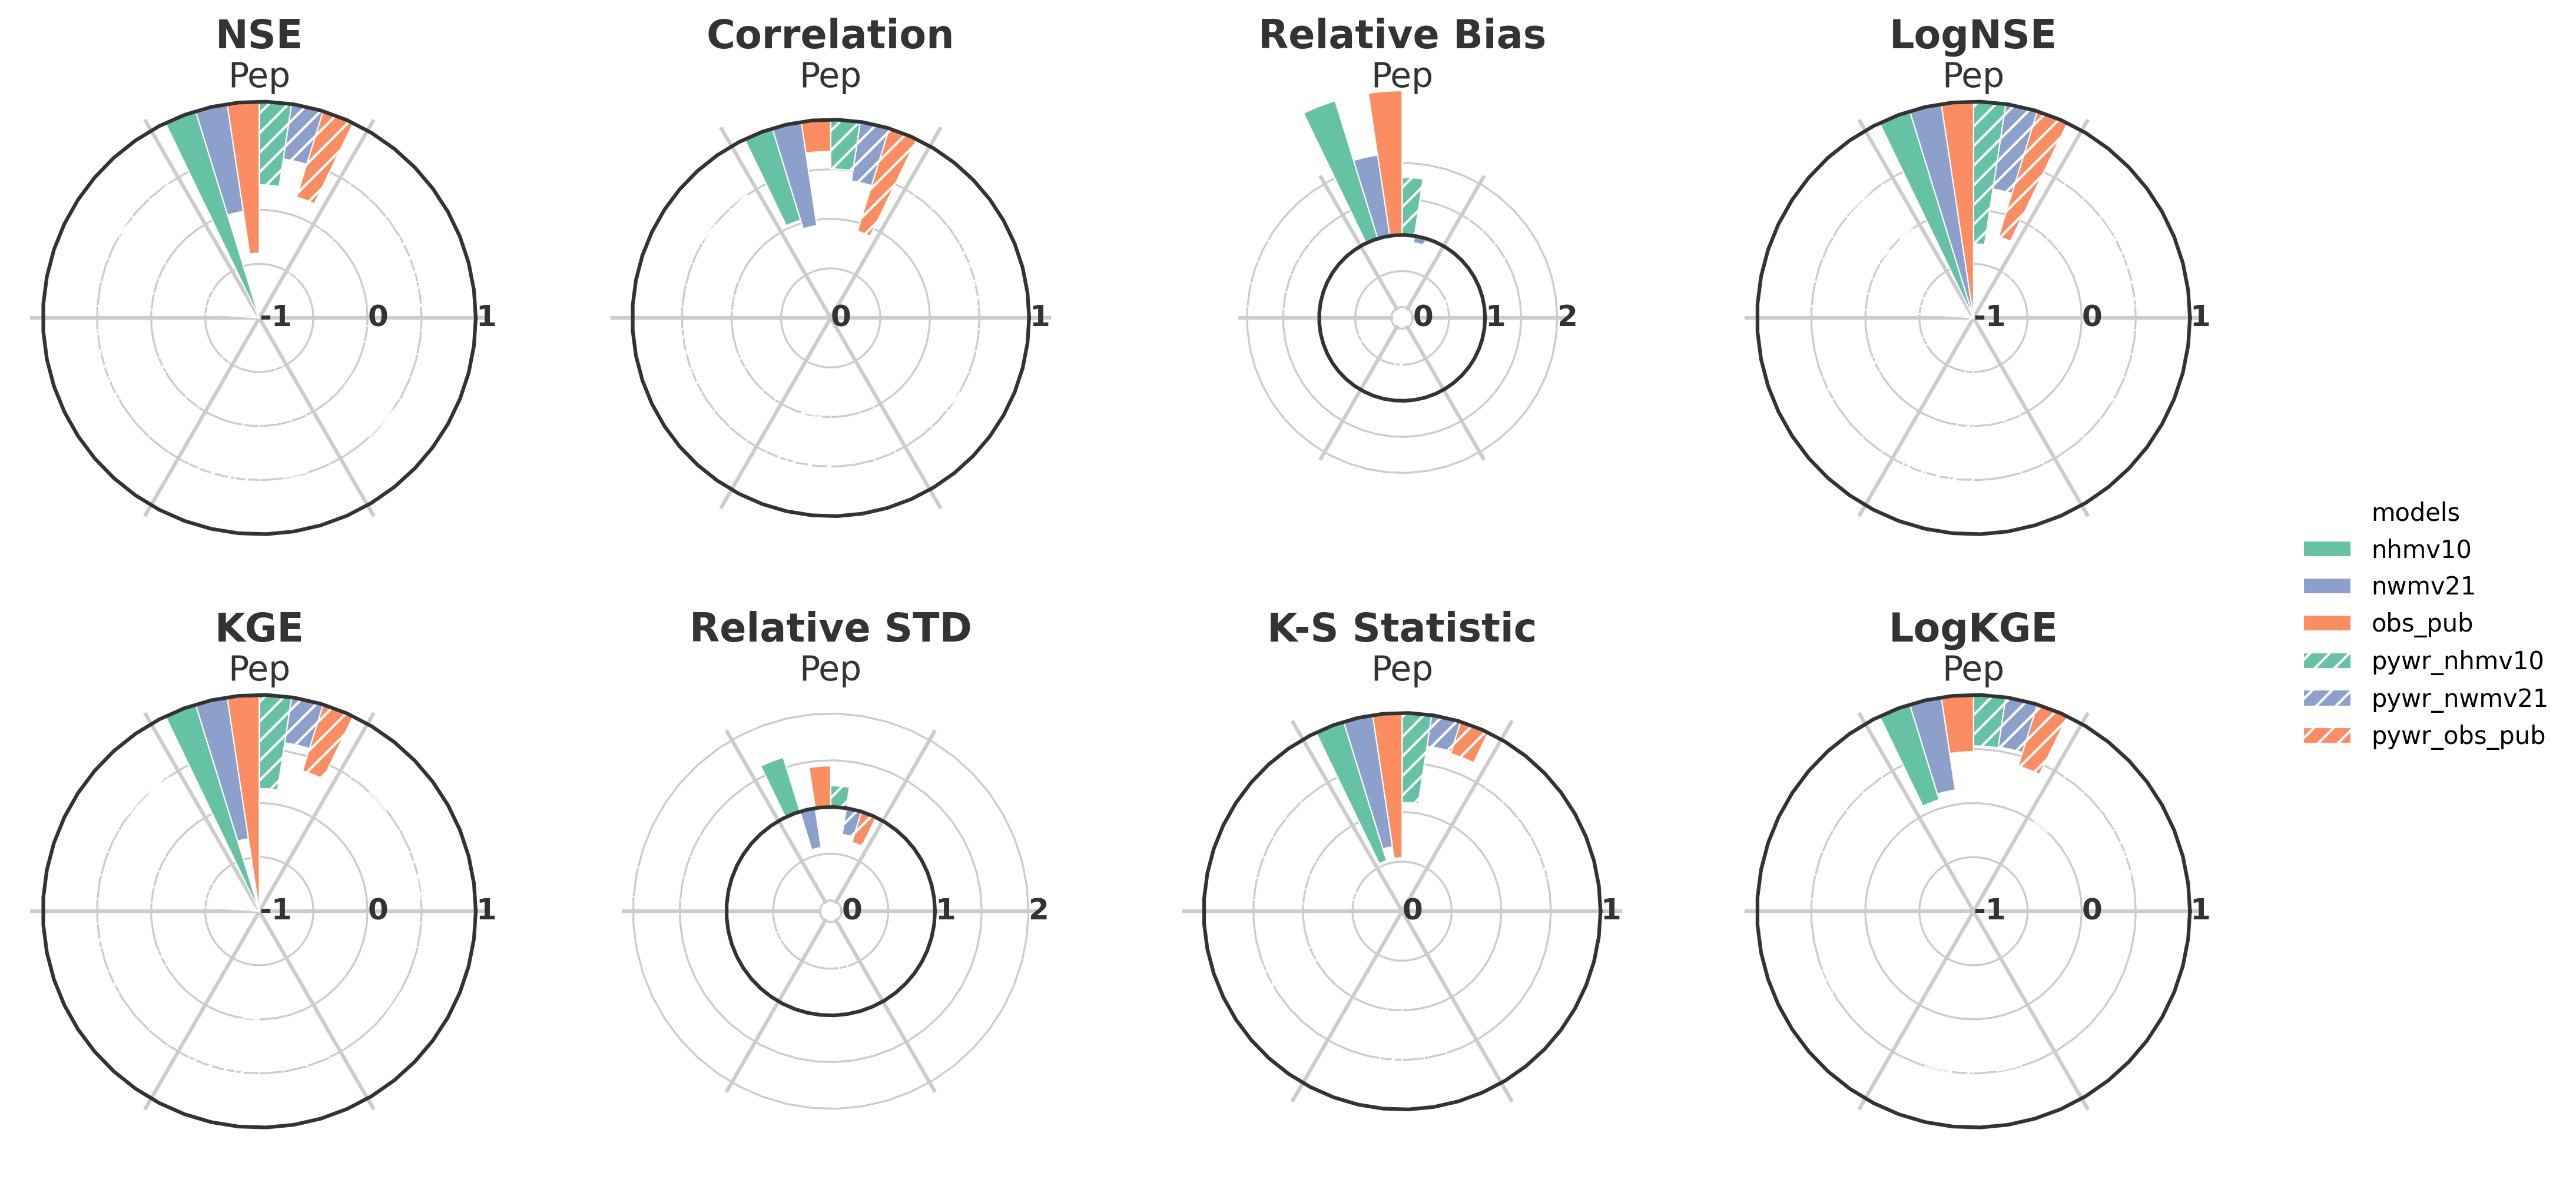 NSE
Pep
-1
0
1
Correlation
Pep
0
1
Relative Bias
Pep
0
1
2
LogNSE
Pep
-1
0
1
KGE
Pep
-1
0
1
Relative STD
Pep
0
1
2
K-S Statistic
Pep
0
1
LogKGE
Pep
-1
0
1
models
nhmv10
nwmv21
obs_pub
pywr_nhmv10
pywr_nwmv21
pywr_obs_pub